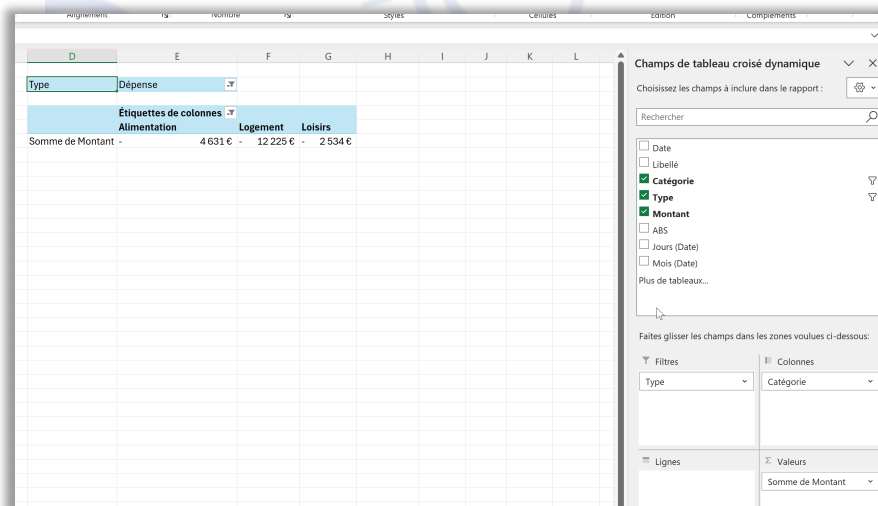 Alignement Nombre Styles Cellules Édition Compléments
D E F G H I J K L
Type Dépense
Étiquettes de colonnes
Alimentation Logement Loisirs
Somme de Montant - 4 631 € - 12 225 € - 2 534 €
Champs de tableau croisé dynamique
Choisissez les champs à inclure dans le rapport :
Rechercher
Date
Libellé
Catégorie
Type
Montant
ABS
Jours (Date)
Mois (Date)
Plus de tableaux...
Faites glisser les champs dans les zones voulues ci-dessous:
Filtres
Colonnes
Type
Catégorie
Lignes
Σ Valeurs
Somme de Montant